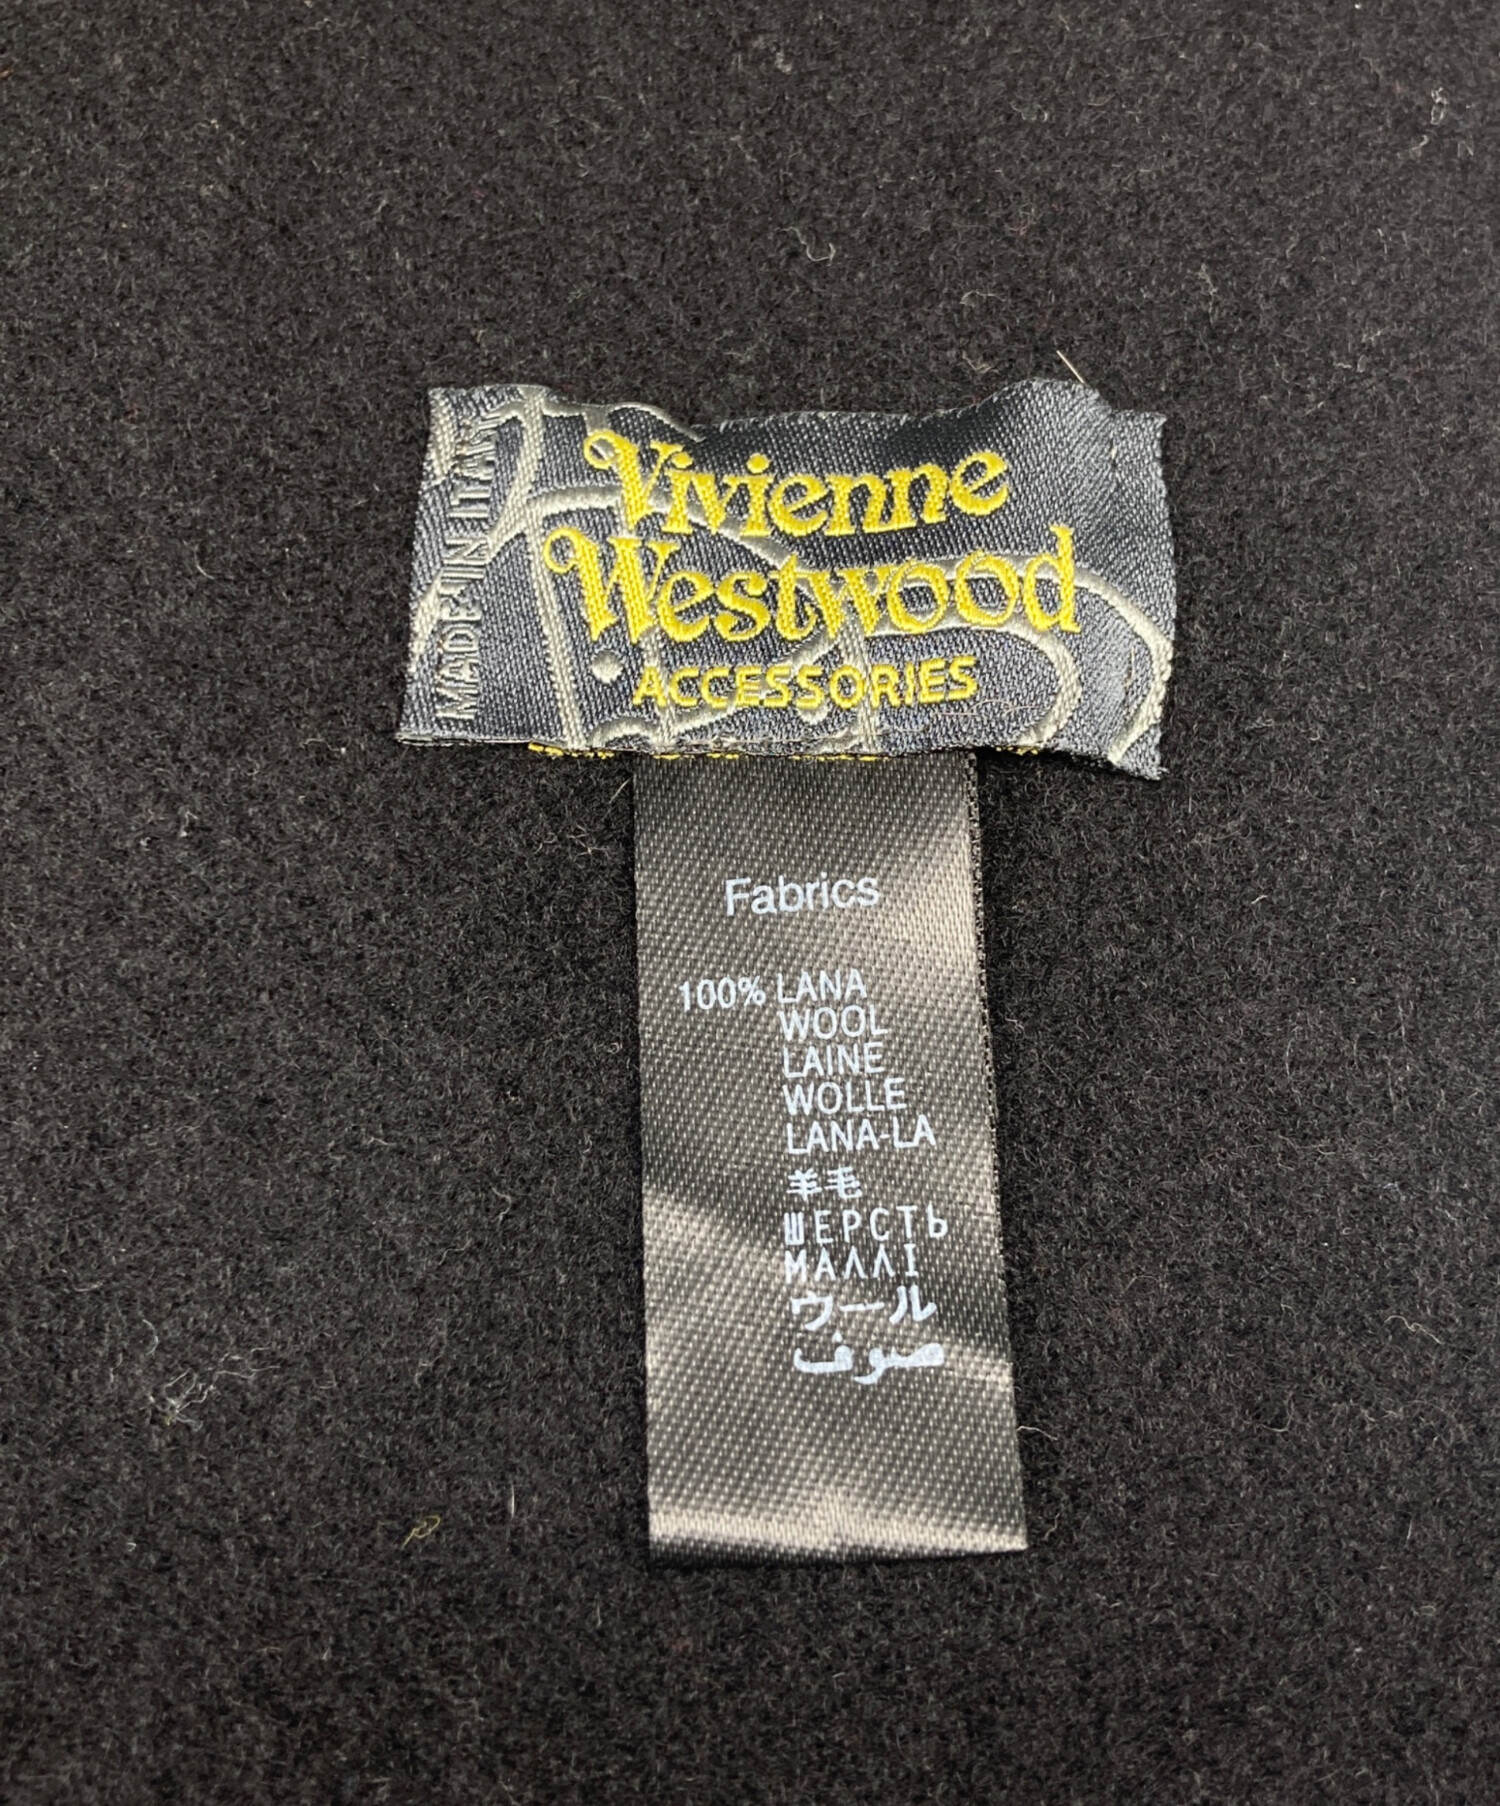 MADE IN ITALY
Vivienne
Westwood
ACCESSORIES
Fabrics
100% LANA
WOOL
LAINE
WOLLE
LANA-LA
羊毛
ШЕРСТЬ
ΜΑΛΛΙ
ウール
صوف